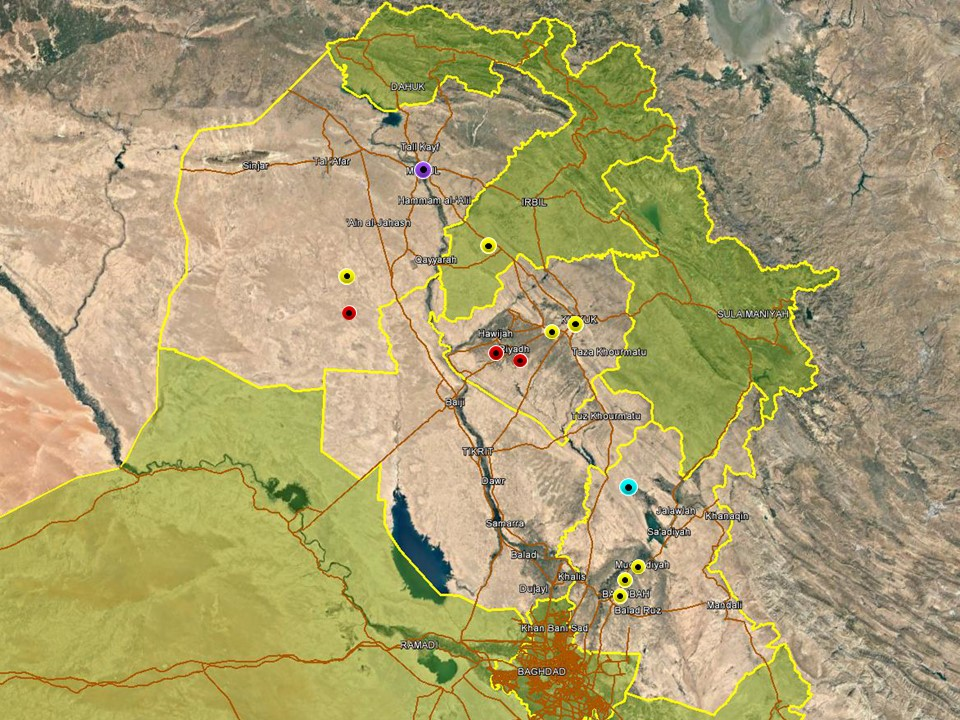 DAHUK
Tall Kayf
Sinjar
Tal 'Afar
Hammam al-'Alil
IRBIL
'Ain al-Jahash
Qayyarah
SULAIMANIYAH
Hawijah
Riyadh
Taza Khourmatu
Baiji
Tuz Khourmatu
TIKRIT
Dawr
Jalawlah
Khanaqin
Samarra
Sa'adiyah
Balad
Khalis
Dujayl
Balad Ruz
Mandali
Khan Bani Sad
RAMADI
BAGHDAD